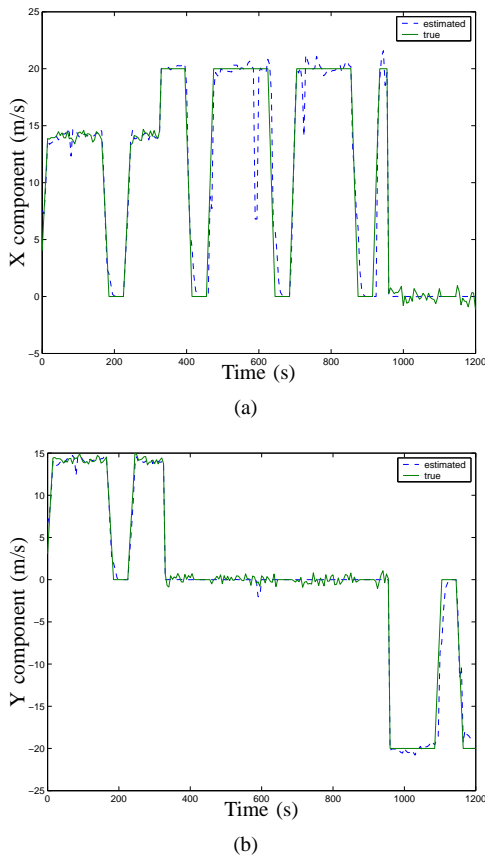 estimated
true
25
20
15
10
5
0
−5
0 200 400 600 800 1000 1200
X component (m/s)
Time (s)
(a)
estimated
true
15
10
5
0
−5
−10
−15
−20
−25
0 200 400 600 800 1000 1200
Y component (m/s)
Time (s)
(b)